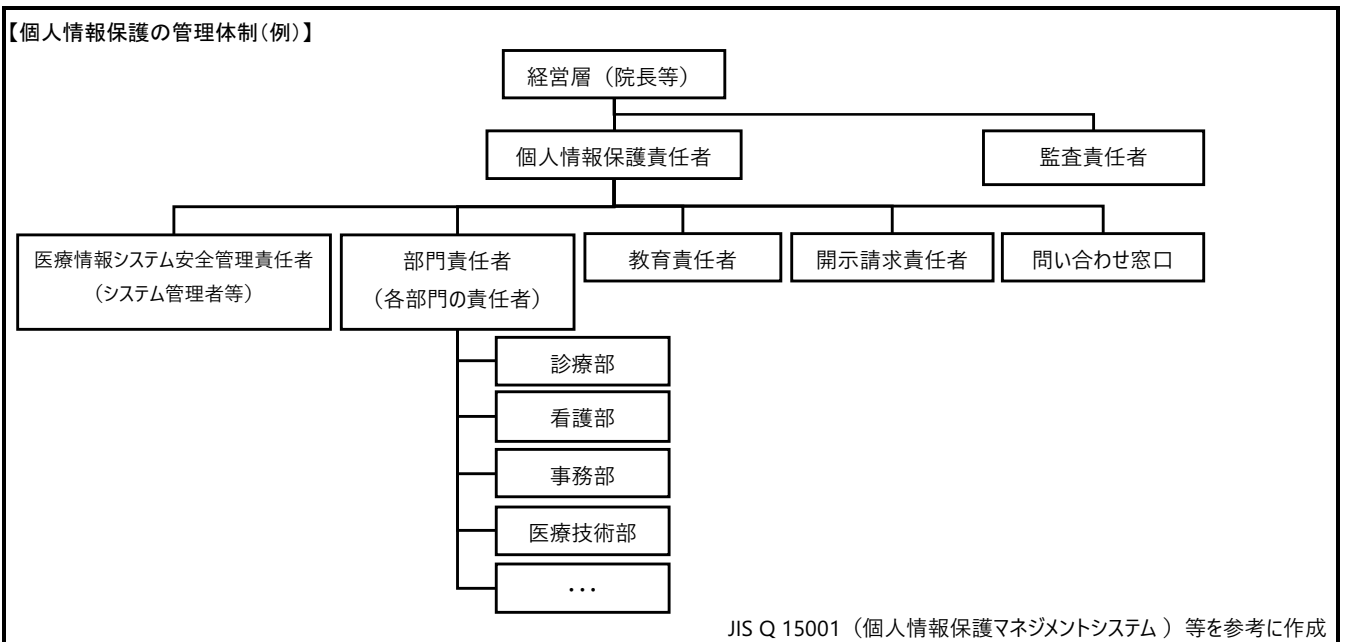 【個人情報保護の管理体制（例）】
経営層（院長等）
個人情報保護責任者
監査責任者
医療情報システム安全管理責任者
（システム管理者等）
部門責任者
（各部門の責任者）
教育責任者
開示請求責任者
問い合わせ窓口
診療部
看護部
事務部
医療技術部
・・・
JIS Q 15001（個人情報保護マネジメントシステム ）等を参考に作成